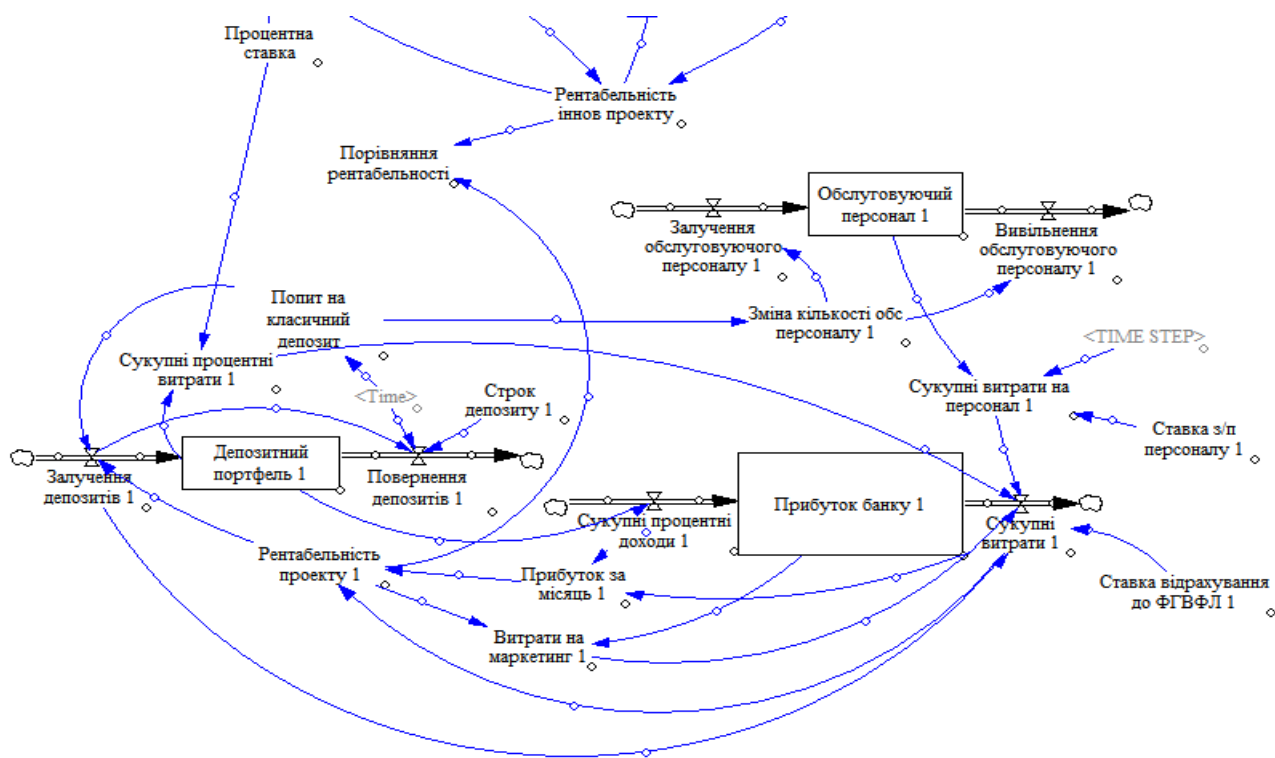 Процентна
ставка
Рентабельність
іннов проекту
Порівняння
рентабельності
Обслуговуючий
персонал 1
Залучення
обслуговуючого
персоналу 1
Вивільнення
обслуговуючого
персоналу 1
Попит на
класичний
депозит
Зміна кількості обс
персоналу 1
<TIME STEP>
Сукупні процентні
витрати 1
<Time>
Строк
депозиту 1
Сукупні витрати на
персонал 1
Ставка з/п
персоналу 1
Депозитний
портфель 1
Залучення
депозитів 1
Повернення
депозитів 1
Прибуток банку 1
Сукупні процентні
доходи 1
Сукупні
витрати 1
Рентабельність
проекту 1
Прибуток за
місяць 1
Ставка відрахування
до ФГВФЛ 1
Витрати на
маркетинг 1